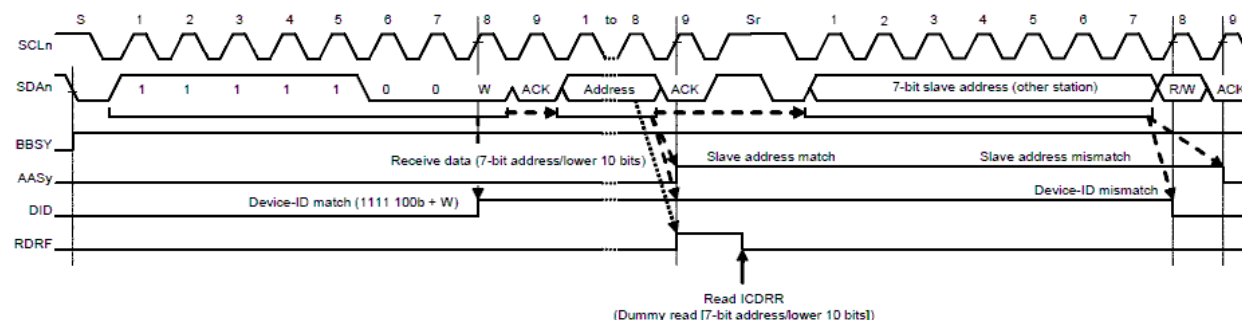 S 1 2 3 4 5 6 7 8 9 1 to 8 9 Sr 1 2 3 4 5 6 7 8 9
SCLn
SDAn 1 1 1 1 1 0 0 W ACK Address ACK 7-bit slave address (other station) R/W ACK
BBSY
Receive data (7-bit address/lower 10 bits) Slave address match Slave address mismatch
AASy
Device-ID match (1111 100b + W) Device-ID mismatch
DID
RDRF
Read ICDRR
(Dummy read [7-bit address/lower 10 bits])